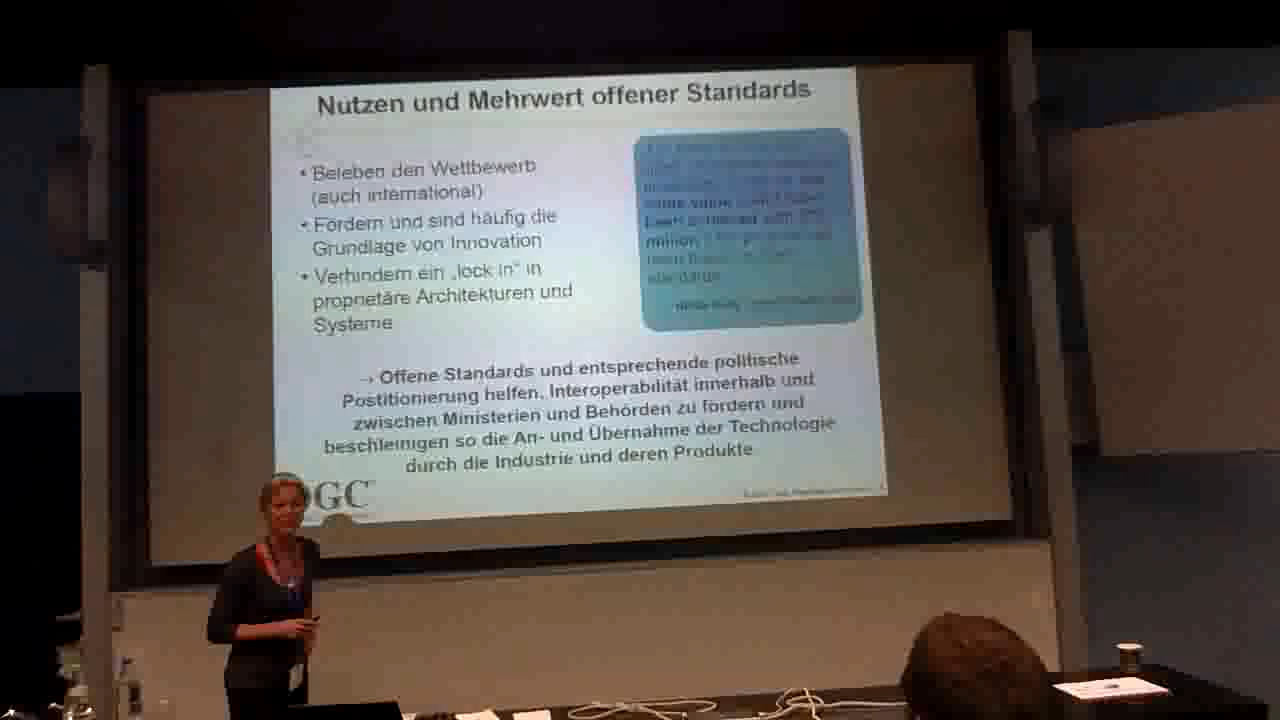 Nutzen und Mehrwert offener Standards
• Beleben den Wettbewerb
(auch international)
• Fördern und sind häufig die
Grundlage von Innovation
• Verhindern ein „lock in“ in
proprietäre Architekturen und
Systeme
million
→ Offene Standards und entsprechende politische
Postitionierung helfen, Interoperabilität innerhalb und
zwischen Ministerien und Behörden zu fördern und
beschleinigen so die An- und Übernahme der Technologie
durch die Industrie und deren Produkte
GC